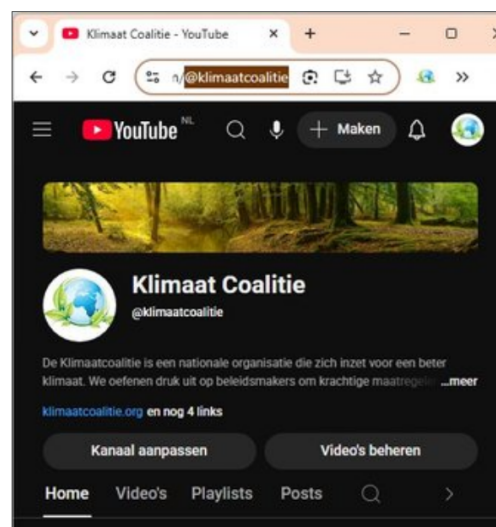 Klimaat Coalitie - YouTube
n/@klimaatcoalitie
YouTube NL
Maken
Klimaat Coalitie
@klimaatcoalitie
De Klimaatcoalitie is een nationale organisatie die zich inzet voor een beter
klimaat. We oefenen druk uit op beleidsmakers om krachtige maatregelen ...meer
klimaatcoalitie.org en nog 4 links
Kanaal aanpassen Video's beheren
Home Video's Playlists Posts